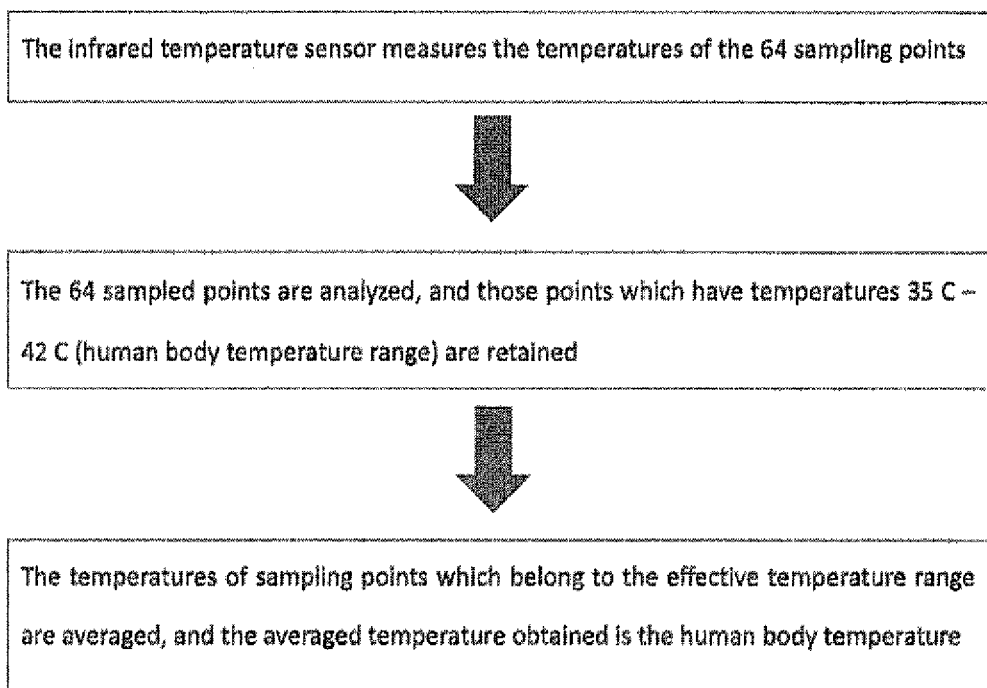 The infrared temperature sensor measures the temperatures of the 64 sampling points
The 64 sampled points are analyzed, and those points which have temperatures 35 C –
42 C (human body temperature range) are retained
The temperatures of sampling points which belong to the effective temperature range
are averaged, and the averaged temperature obtained is the human body temperature